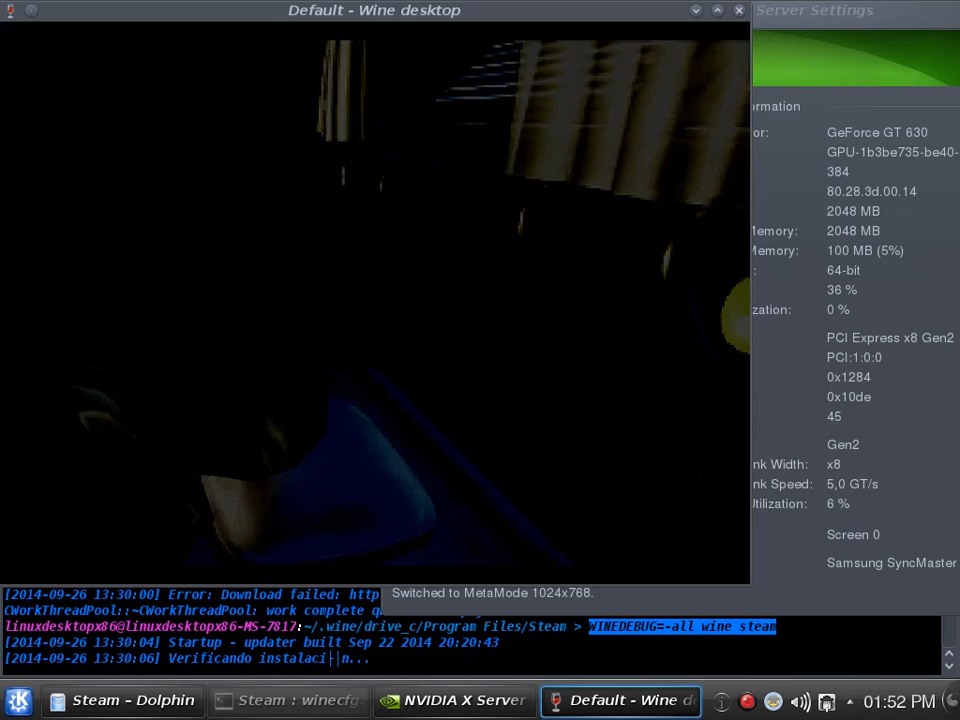 Default - Wine desktop
Server Settings
ormation
or: GeForce GT 630
GPU-1b3be735-be40-
384
80.28.3d.00.14
2048 MB
Memory: 2048 MB
Memory: 100 MB (5%)
: 64-bit
36 %
zation: 0 %
PCI Express x8 Gen2
PCI:1:0:0
0x1284
0x10de
45
Gen2
nk Width: x8
nk Speed: 5,0 GT/s
Utilization: 6 %
Screen 0
Samsung SyncMaster
[2014-09-26 13:30:00] Error: Download failed: http
Switched to MetaMode 1024x768.
CWorkThreadPool::~CWorkThreadPool: work complete q
linuxdesktopx86@linuxdesktopx86-MS-7817:~/.wine/drive_c/Program Files/Steam > WINEDEBUG=-all wine steam
[2014-09-26 13:30:04] Startup - updater built Sep 22 2014 20:20:43
[2014-09-26 13:30:06] Verificando instalaci├│n...
Steam - Dolphin
Steam : winecfg
NVIDIA X Server
Default - Wine de
01:52 PM